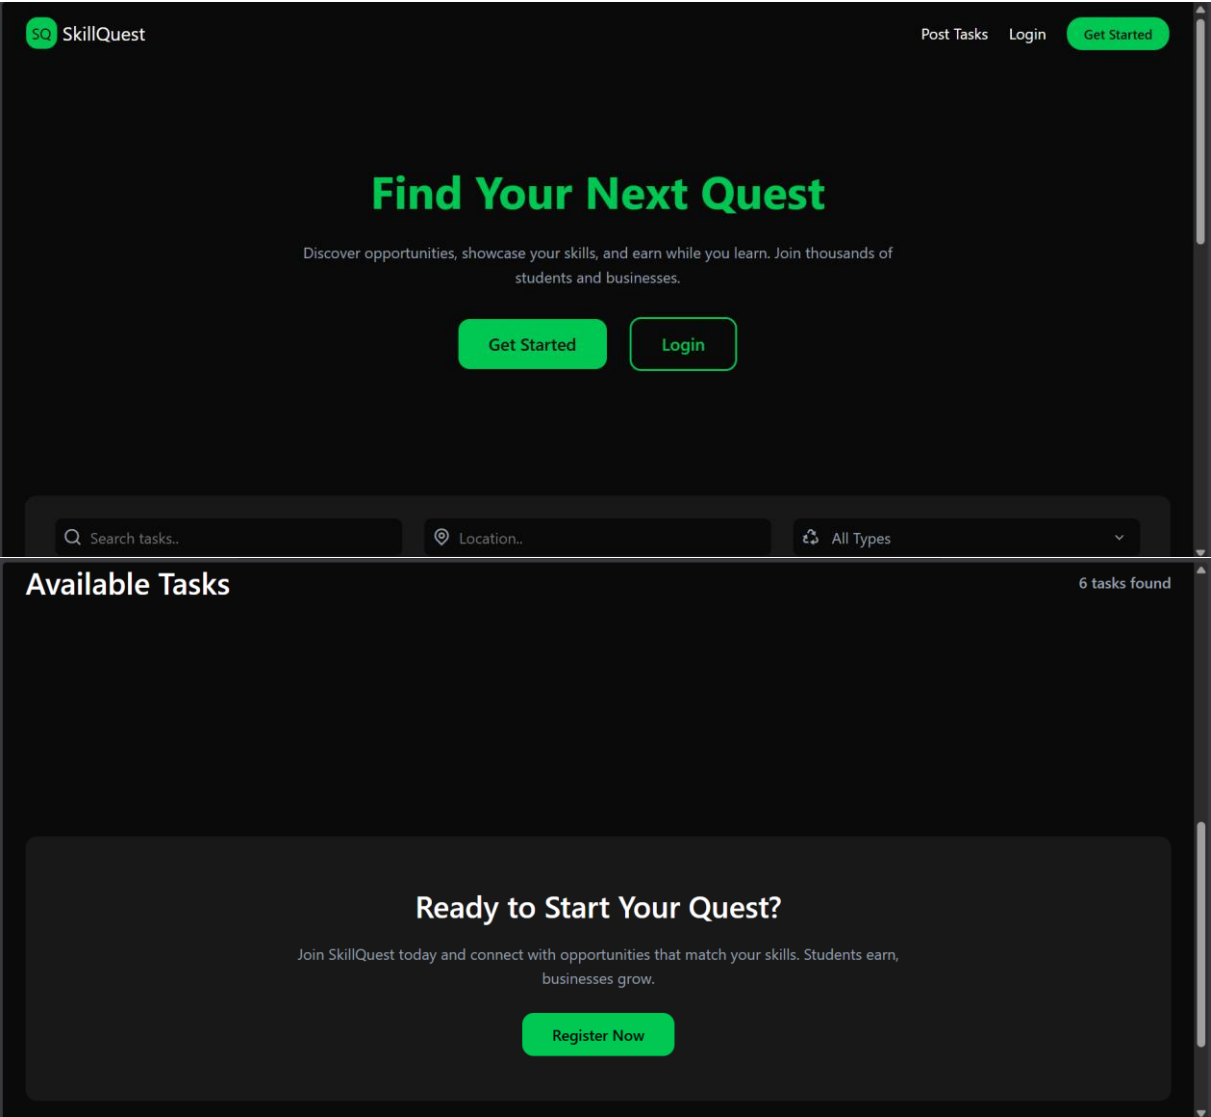 SQ SkillQuest
Post Tasks Login Get Started
Find Your Next Quest
Discover opportunities, showcase your skills, and earn while you learn. Join thousands of
students and businesses.
Get Started Login
Search tasks.. Location.. All Types
Available Tasks 6 tasks found
Ready to Start Your Quest?
Join SkillQuest today and connect with opportunities that match your skills. Students earn,
businesses grow.
Register Now